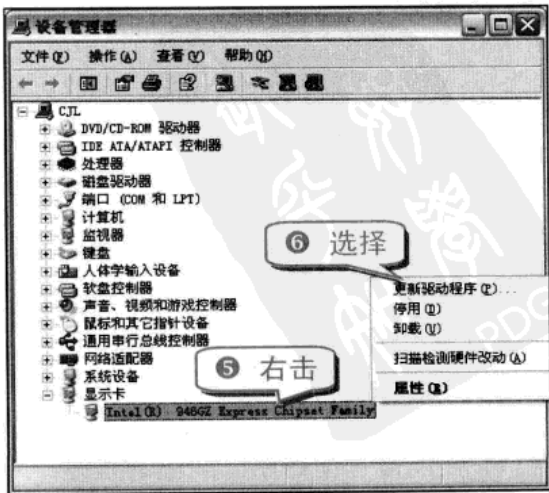 设备管理器
文件(F) 操作(A) 查看(V) 帮助(H)
CJL
DVD/CD-ROM 驱动器
IDE ATA/ATAPI 控制器
处理器
磁盘驱动器
端口 (COM 和 LPT)
计算机
监视器
键盘
人体学输入设备
软盘控制器
声音、视频和游戏控制器
鼠标和其它指针设备
通用串行总线控制器
网络适配器
系统设备
显示卡
Intel(R) 946GZ Express Chipset Family
❺ 右击
❻ 选择
更新驱动程序(P)...
停用(D)
卸载(U)
扫描检测硬件改动(A)
属性(R)
PDG